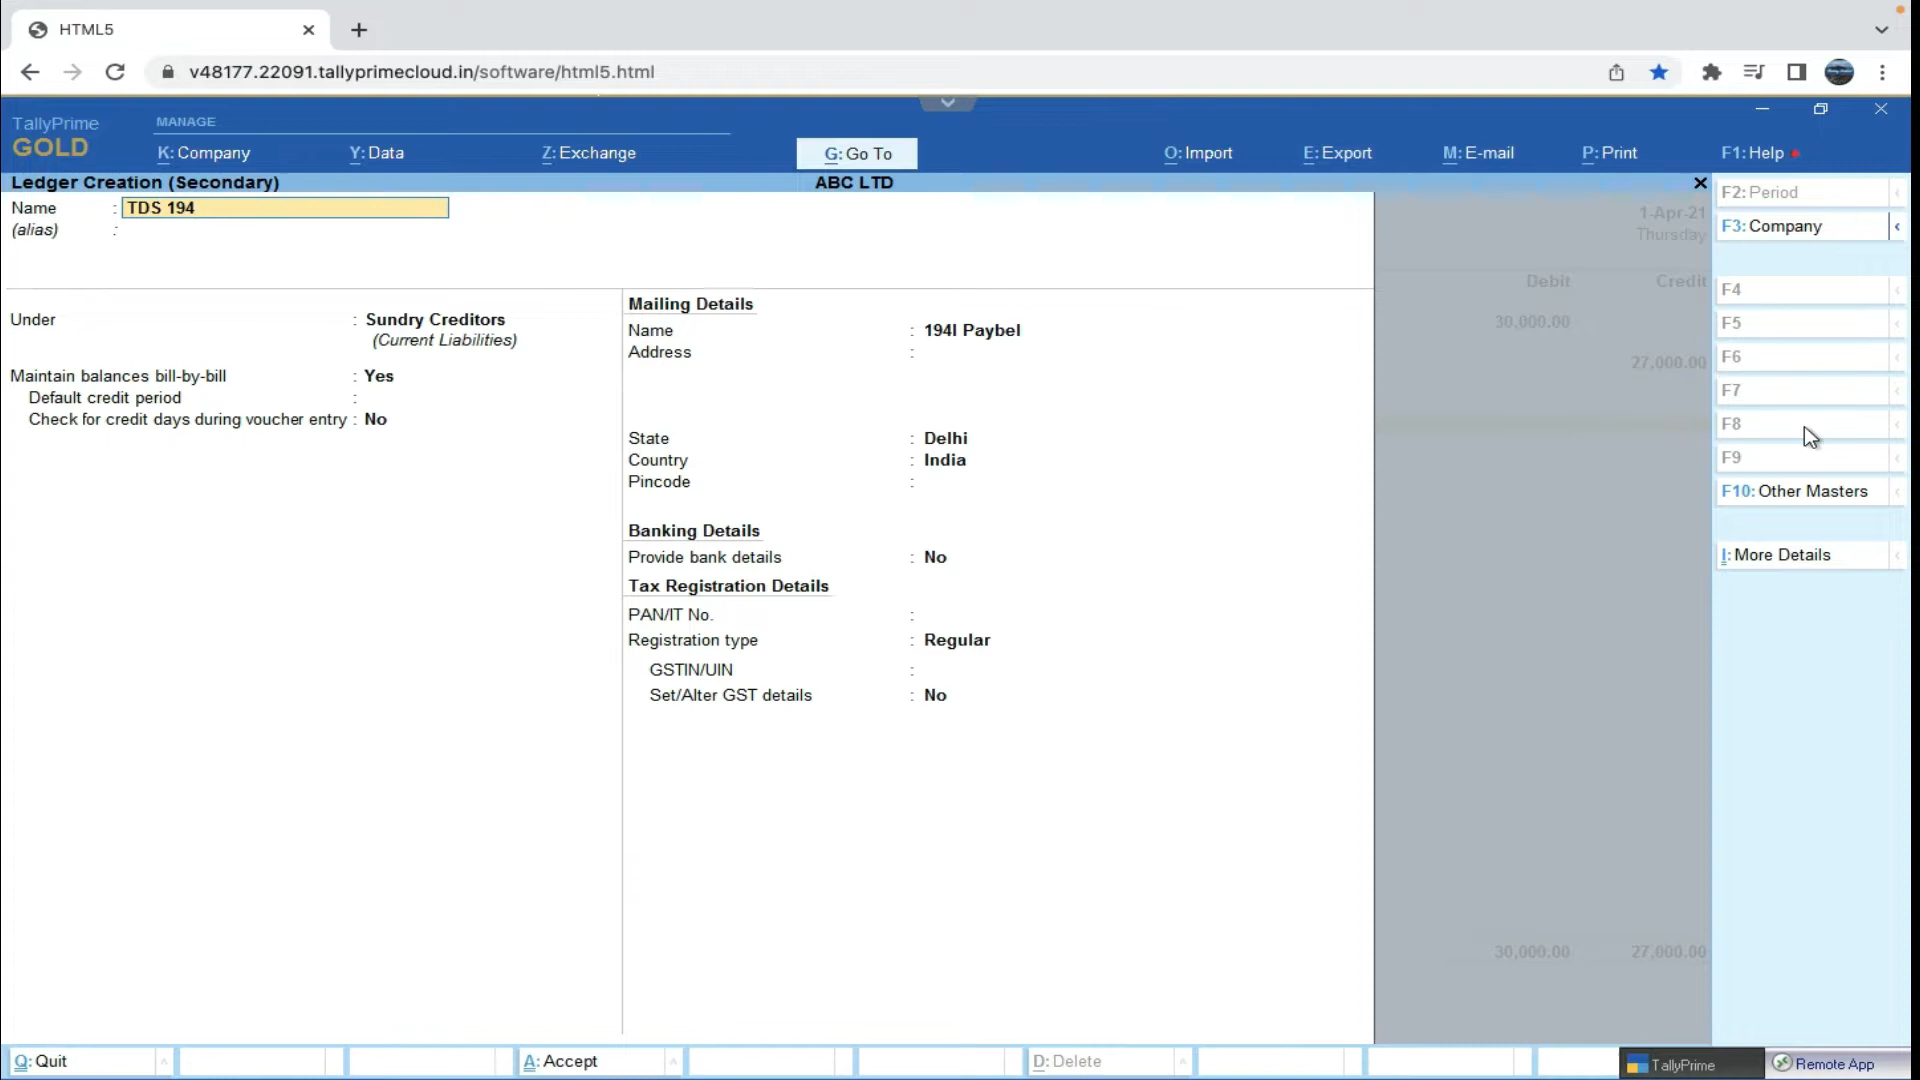 HTML5
v48177.22091.tallyprimecloud.in/software/html5.html
TallyPrime
GOLD
MANAGE
K: Company
Y: Data
Z: Exchange
G: Go To
O: Import
E: Export
M: E-mail
P: Print
F1: Help
Ledger Creation (Secondary)
ABC LTD
Name : TDS 194
(alias) :
Under : Sundry Creditors
(Current Liabilities)
Maintain balances bill-by-bill : Yes
Default credit period :
Check for credit days during voucher entry : No
Mailing Details
Name : 194I Paybel
Address :
State : Delhi
Country : India
Pincode :
Banking Details
Provide bank details : No
Tax Registration Details
PAN/IT No. :
Registration type : Regular
GSTIN/UIN :
Set/Alter GST details : No
1-Apr-21
Thursday
Debit Credit
30,000.00
27,000.00
30,000.00 27,000.00
F2: Period
F3: Company
F4
F5
F6
F7
F8
F9
F10: Other Masters
I: More Details
Q: Quit
A: Accept
D: Delete
TallyPrime
Remote App